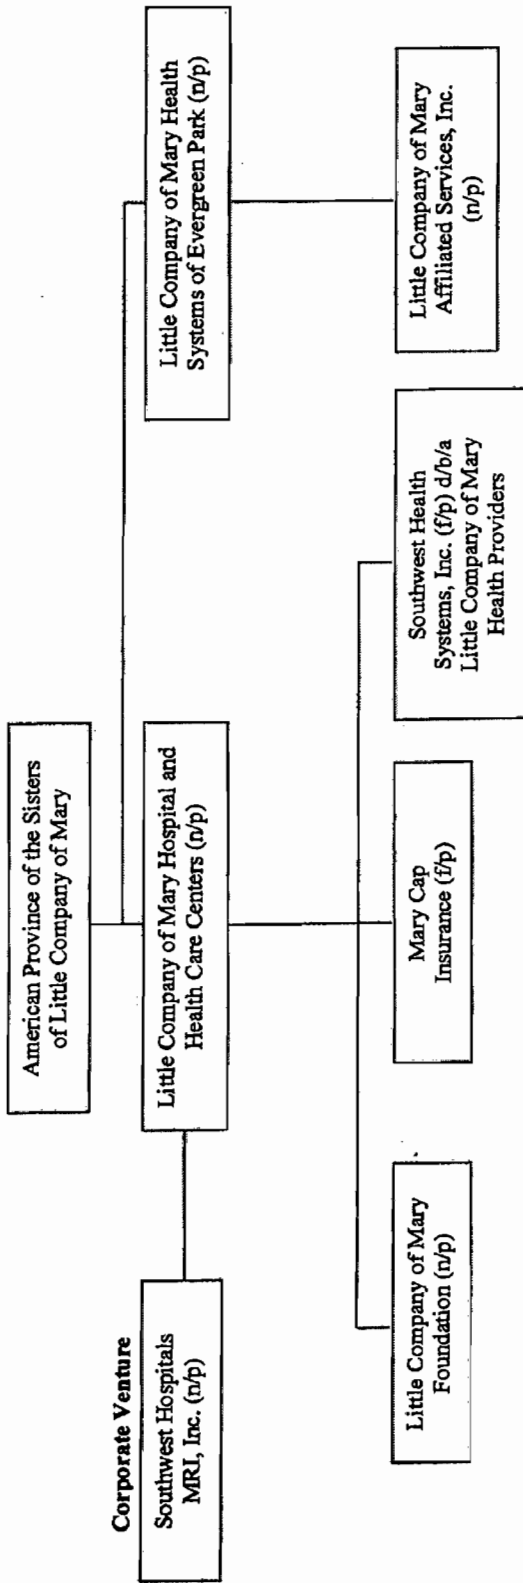 American Province of the Sisters
of Little Company of Mary
Corporate Venture
Southwest Hospitals
MRI, Inc. (n/p)
Little Company of Mary Hospital and
Health Care Centers (n/p)
Little Company of Mary Health
Systems of Evergreen Park (n/p)
Little Company of Mary
Foundation (n/p)
Mary Cap
Insurance (f/p)
Southwest Health
Systems, Inc. (f/p) d/b/a
Little Company of Mary
Health Providers
Little Company of Mary
Affiliated Services, Inc.
(n/p)